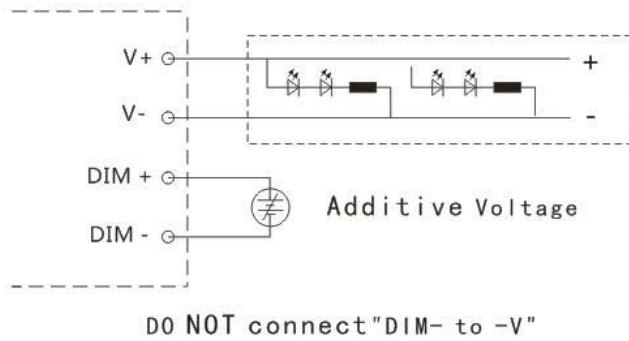 V+
+
V-
-
DIM +
Additive Voltage
DIM -
DO NOT connect"DIM- to -V"